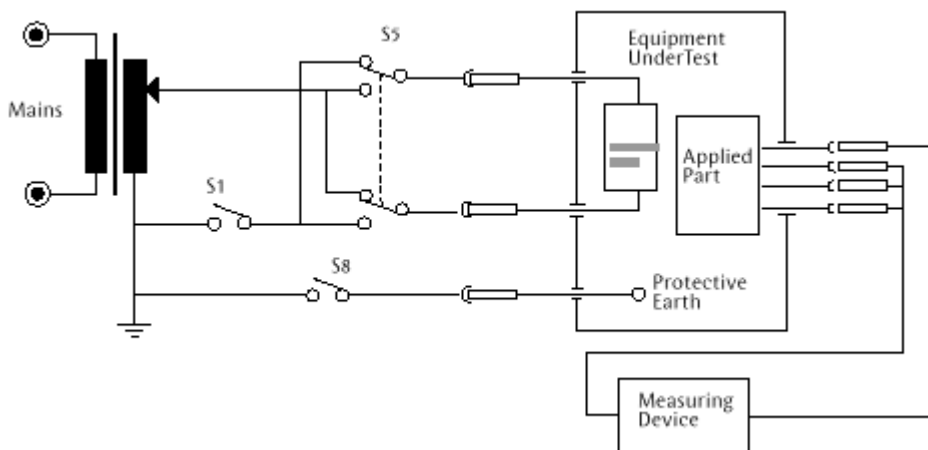 S5
Equipment
UnderTest
Mains
Applied
Part
S1
S8
Protective
Earth
Measuring
Device